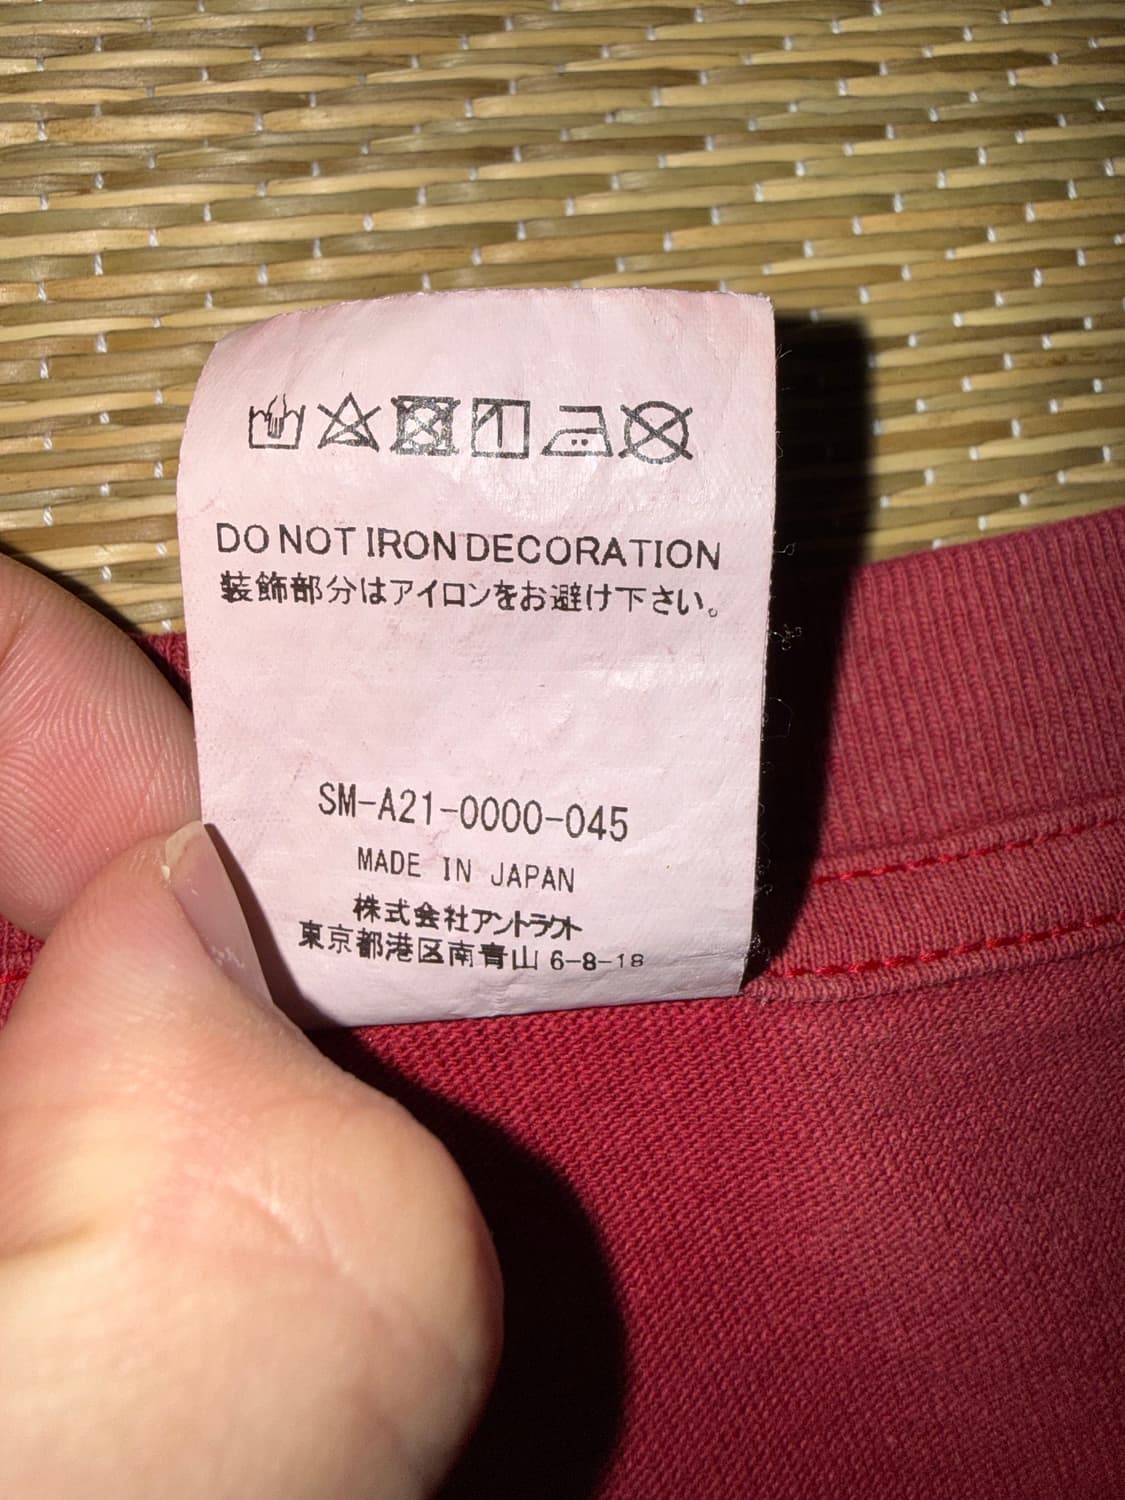 DO NOT IRON DECORATION
装飾部分はアイロンをお避け下さい。
SM-A21-0000-045
MADE IN JAPAN
株式会社アントラクト
東京都港区南青山 6-8-18